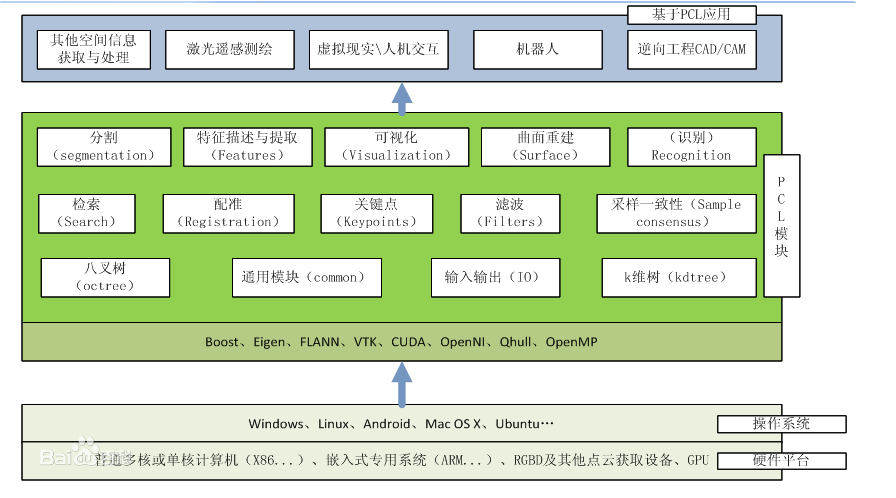 基于PCL应用
其他空间信息
获取与处理
激光遥感测绘
虚拟现实\人机交互
机器人
逆向工程CAD/CAM
分割
（segmentation）
特征描述与提取
（Features）
可视化
（Visualization）
曲面重建
（Surface）
（识别）
Recognition
检索
（Search）
配准
（Registration）
关键点
（Keypoints）
滤波
（Filters）
采样一致性（Sample
consensus）
八叉树
（octree）
通用模块（common）
输入输出（IO）
k维树（kdtree）
P
C
L
模
块
Boost、Eigen、FLANN、VTK、CUDA、OpenNI、Qhull、OpenMP
Windows、Linux、Android、Mac OS X、Ubuntu…
操作系统
普通多核或单核计算机（X86...）、嵌入式专用系统（ARM...）、RGBD及其他点云获取设备、GPU
硬件平台
Bai百科